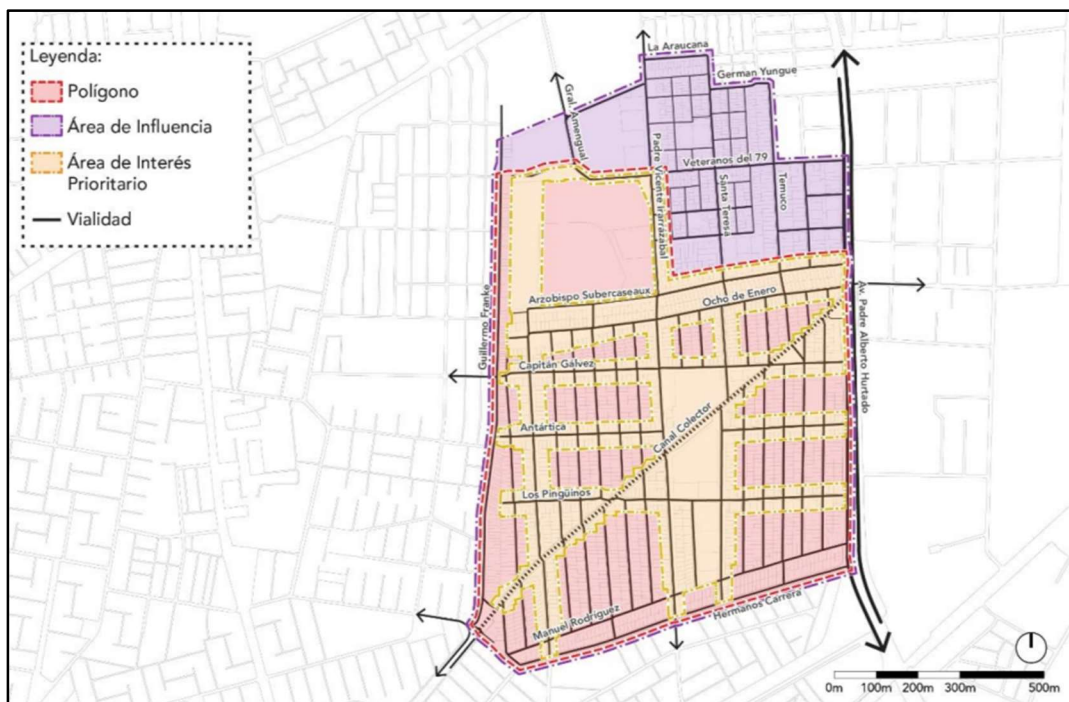 Leyenda:
Polígono
Área de Influencia
Área de Interés
Prioritario
Vialidad
La Araucana
German Yungue
Gral. Amengual
Padre Vicente Irarrazabal
Veteranos del 79
Santa Teresa
Temuco
Arzobispo Subercaseaux
Ocho de Enero
Guillermo Franke
Av. Padre Alberto Hurtado
Capitán Gálvez
Canal Colector
Antártica
Los Pingüinos
Manuel Rodriguez
Hermanos Carrera
0m 100m 200m 300m 500m